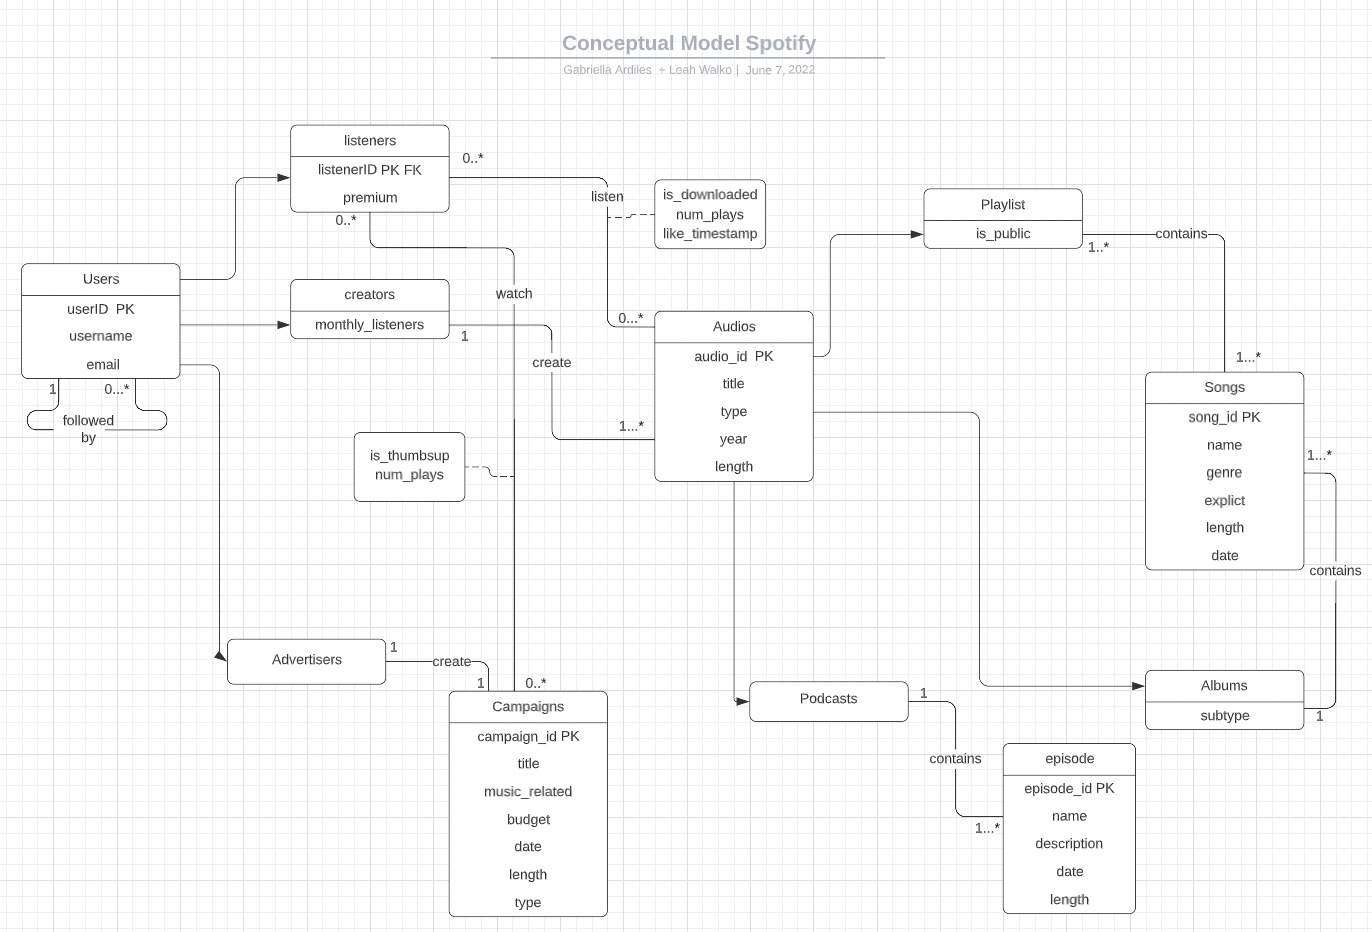 Conceptual Model Spotify
Gabriella Ardiles ÷ Leah Walko | June 7, 2022
listeners
listenerID PK FK
premium
0..*
0..*
listen
is_downloaded
num_plays
like_timestamp
Playlist
is_public
1..*
contains
Users
userID PK
username
email
1
0...*
followed
by
creators
monthly_listeners
1
watch
create
0...*
1...*
Audios
audio_id PK
title
type
year
length
1...*
Songs
song_id PK
name
genre
explict
length
date
1...*
contains
is_thumbsup
num_plays
Advertisers
1
create
1
0..*
Campaigns
campaign_id PK
title
music_related
budget
date
length
type
Podcasts
1
contains
1...*
Albums
subtype
1
episode
episode_id PK
name
description
date
length